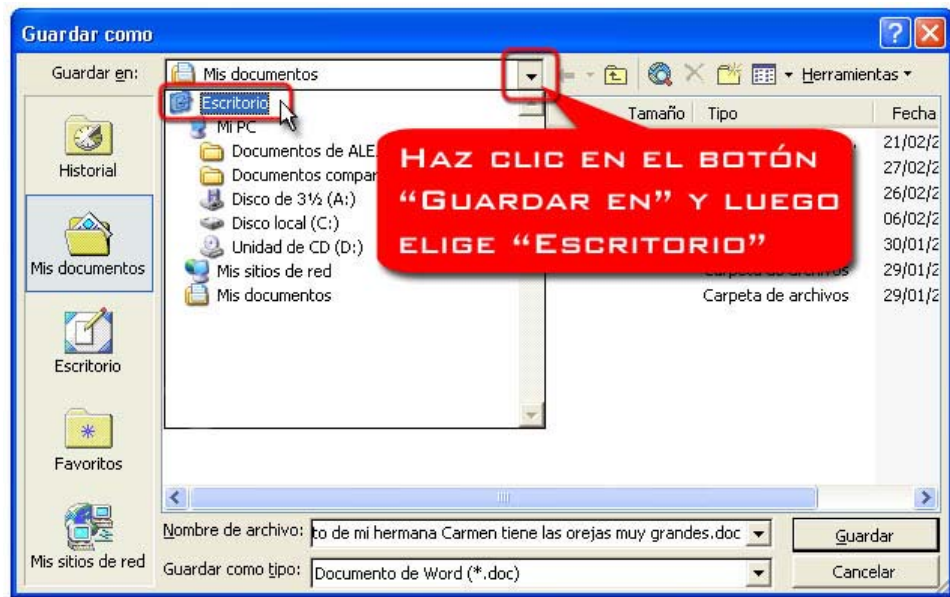 Guardar como
Guardar en:
Mis documentos
Herramientas
Escritorio
Mi PC
Documentos de ALE
Documentos compar
Disco de 3½ (A:)
Disco local (C:)
Unidad de CD (D:)
Mis sitios de red
Mis documentos
Tamaño Tipo Fecha
21/02/2
27/02/2
26/02/2
06/02/2
30/01/2
Carpeta de archivos 29/01/2
Carpeta de archivos 29/01/2
HAZ CLIC EN EL BOTÓN
“GUARDAR EN” Y LUEGO
ELIGE “ESCRITORIO”
Historial
Mis documentos
Escritorio
Favoritos
Mis sitios de red
Nombre de archivo: to de mi hermana Carmen tiene las orejas muy grandes.doc
Guardar
Guardar como tipo: Documento de Word (*.doc)
Cancelar